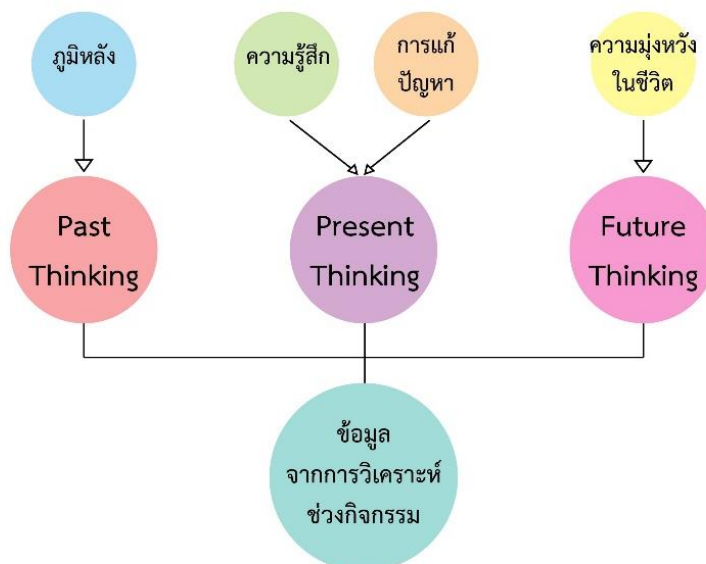 ภูมิหลัง
ความรู้สึก
การแก้
ปัญหา
ความมุ่งหวัง
ในชีวิต
Past
Thinking
Present
Thinking
Future
Thinking
ข้อมูล
จากการวิเคราะห์
ช่วงกิจกรรม